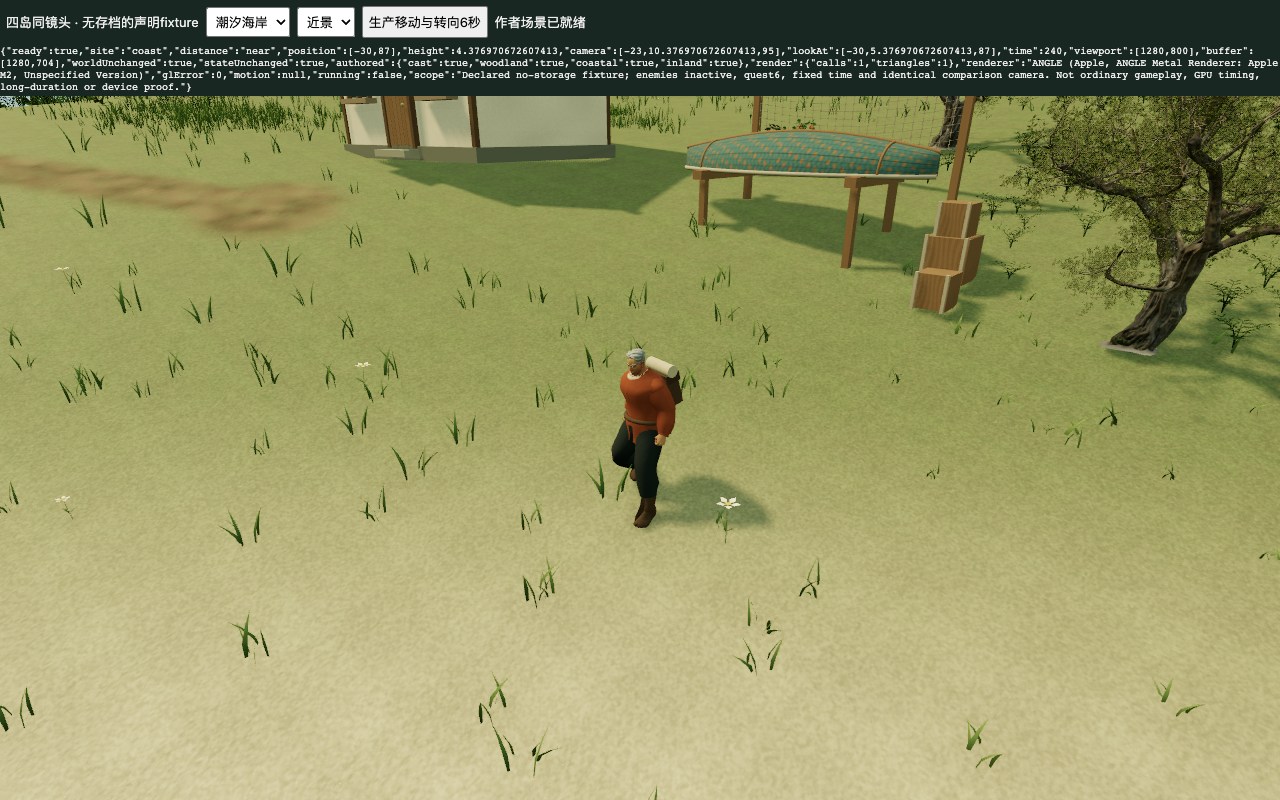 四岛同镜头 · 无存档的声明fixture 潮汐海岸 近景 生产移动与转向6秒 作者场景已就绪
{"ready":true,"site":"coast","distance":"near","position":[-30,87],"height":4.376970672607413,"camera":[-23,10.376970672607413,95],"lookAt":[-30,5.376970672607413,87],"time":240,"viewport":[1280,800],"buffer":
[1280,704],"worldUnchanged":true,"stateUnchanged":true,"authored":{"cast":true,"woodland":true,"coastal":true,"inland":true},"render":{"calls":1,"triangles":1},"renderer":"ANGLE (Apple, ANGLE Metal Renderer: Apple
M2, Unspecified Version)","glError":0,"motion":null,"running":false,"scope":"Declared no-storage fixture; enemies inactive, quest6, fixed time and identical comparison camera. Not ordinary gameplay, GPU timing,
long-duration or device proof."}